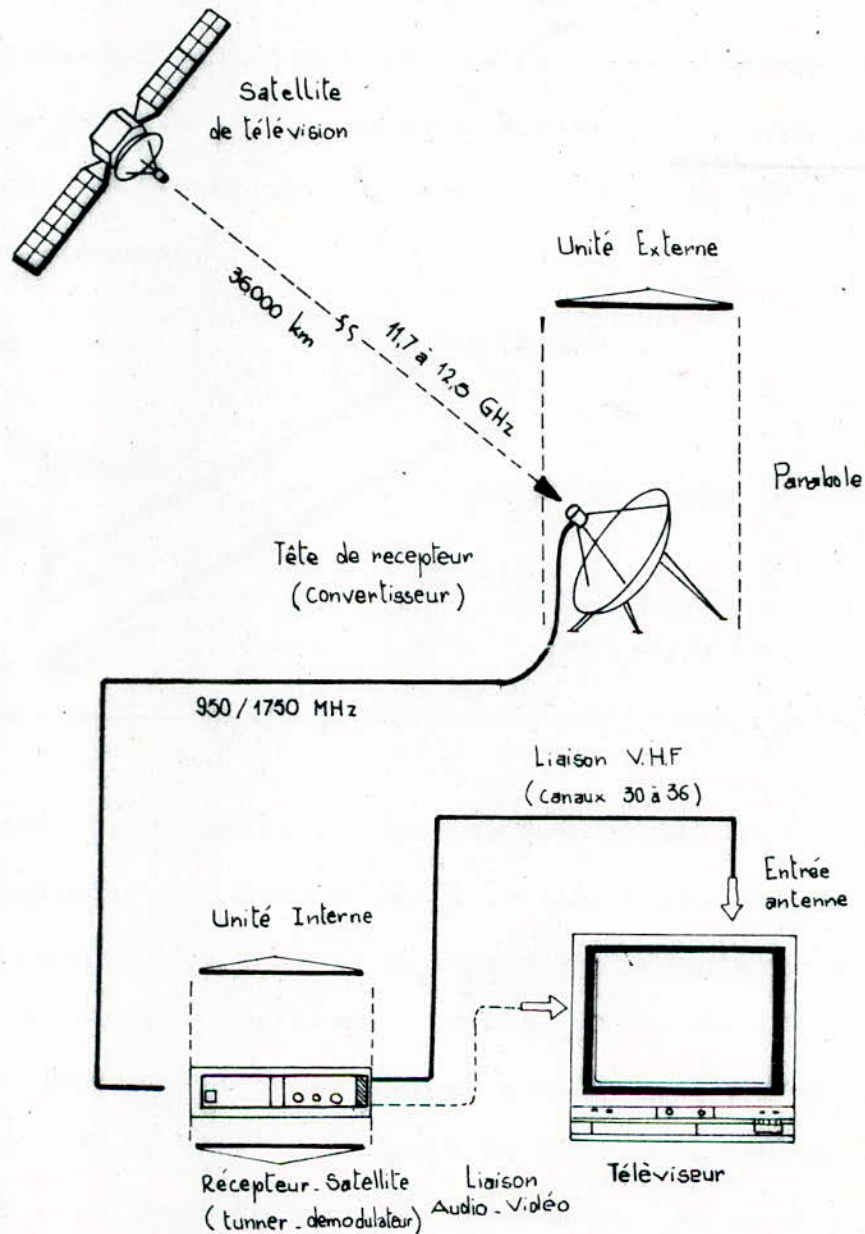 Satellite
de télévision
Unité Externe
36000 km
11,7 à 12,5 GHz
Parabole
Tête de recepteur
(Convertisseur)
950/1750 MHz
Liaison V.H.F
(canaux 30 à 36)
Entrée
antenne
Unité Interne
Récepteur-Satellite
(tunner-demodulateur)
Liaison
Audio-Vidéo
Télèviseur